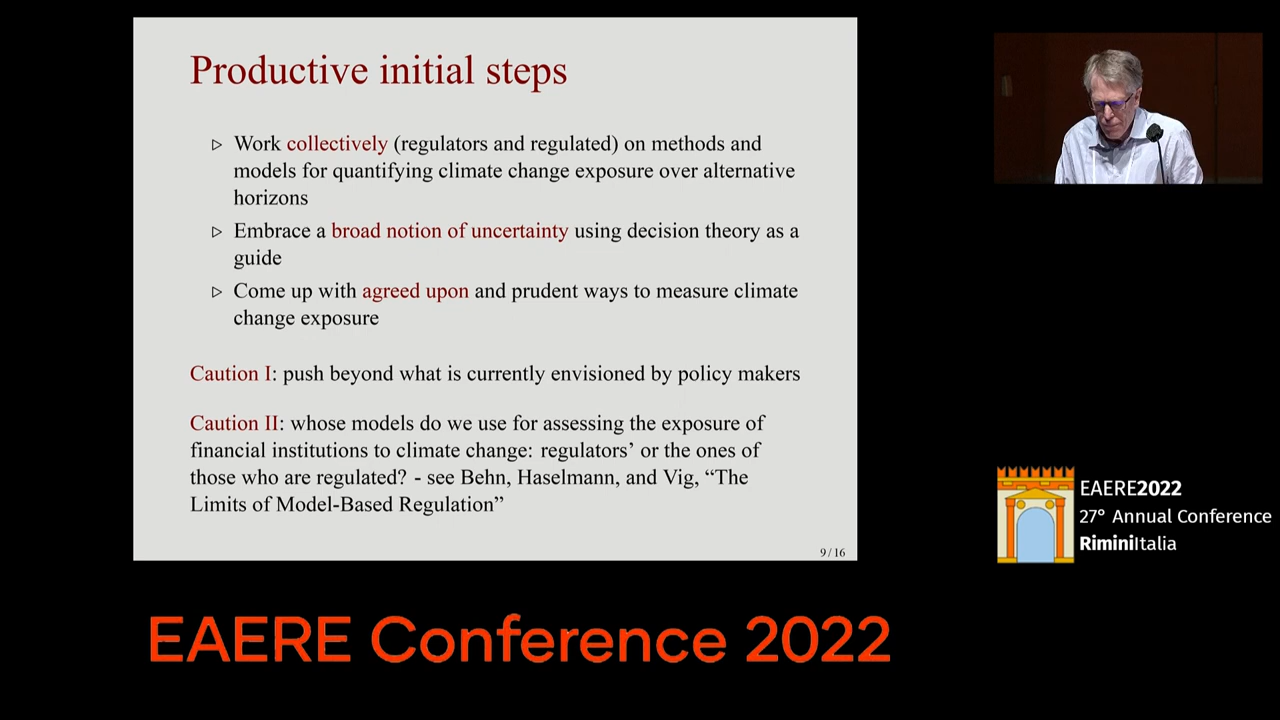 Productive initial steps
▷ Work collectively (regulators and regulated) on methods and
models for quantifying climate change exposure over alternative
horizons
▷ Embrace a broad notion of uncertainty using decision theory as a
guide
▷ Come up with agreed upon and prudent ways to measure climate
change exposure
Caution I: push beyond what is currently envisioned by policy makers
Caution II: whose models do we use for assessing the exposure of
financial institutions to climate change: regulators’ or the ones of
those who are regulated? - see Behn, Haselmann, and Vig, “The
Limits of Model-Based Regulation”
9 / 16
EAERE2022
27° Annual Conference
RiminiItalia
EAERE Conference 2022